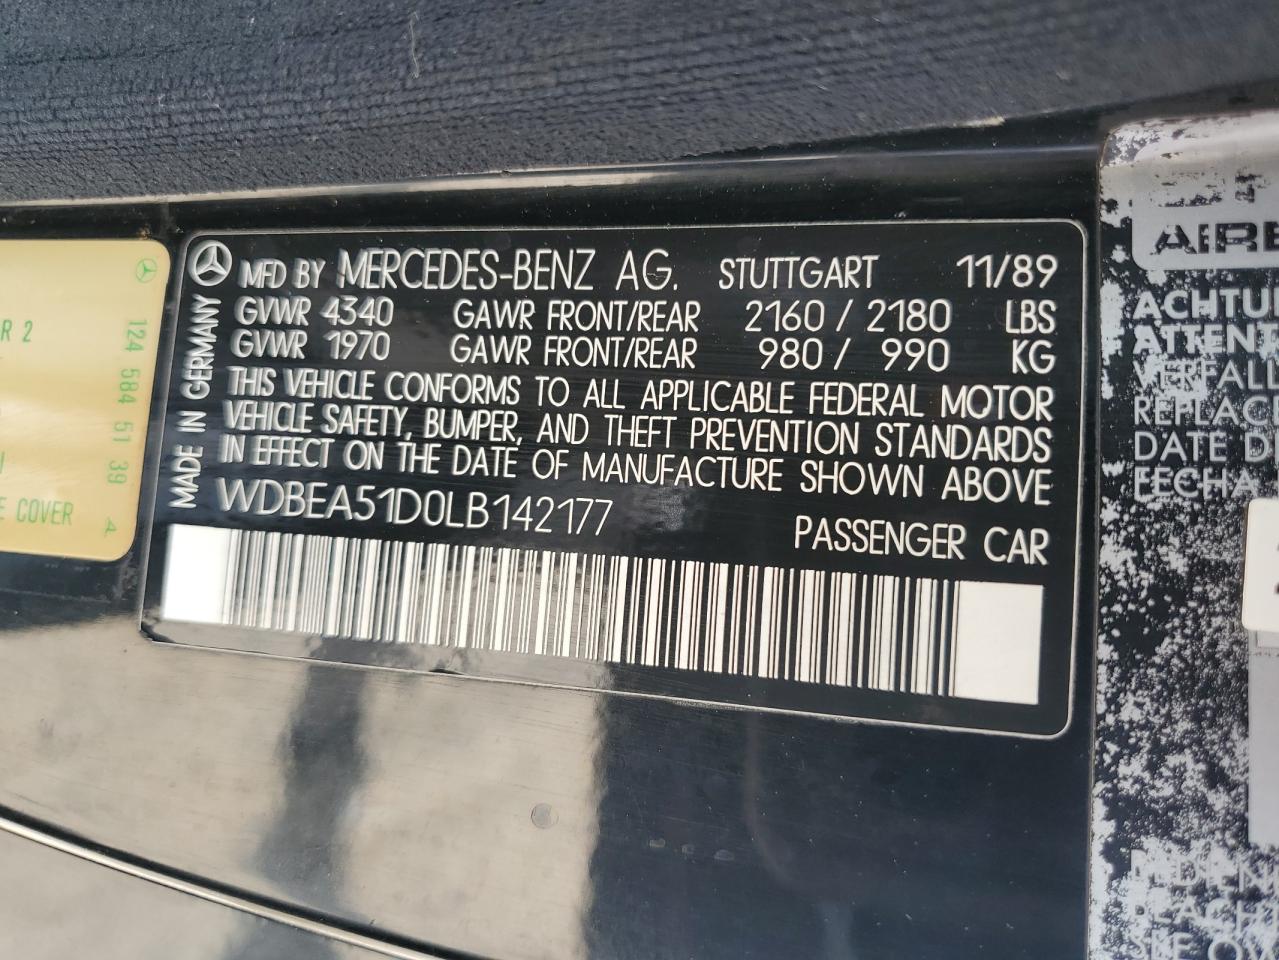 MFD BY MERCEDES-BENZ AG. STUTTGART 11/89
GVWR 4340 GAWR FRONT/REAR 2160 / 2180 LBS
GVWR 1970 GAWR FRONT/REAR 980 / 990 KG
THIS VEHICLE CONFORMS TO ALL APPLICABLE FEDERAL MOTOR
VEHICLE SAFETY, BUMPER, AND THEFT PREVENTION STANDARDS
IN EFFECT ON THE DATE OF MANUFACTURE SHOWN ABOVE
WDBEA51D0LB142177
PASSENGER CAR
MADE IN GERMANY
R 2
COVER
124 584 51 39 4
ACHTU
ATTENT
VERFALL
REPLAC
DATE D
FECHA